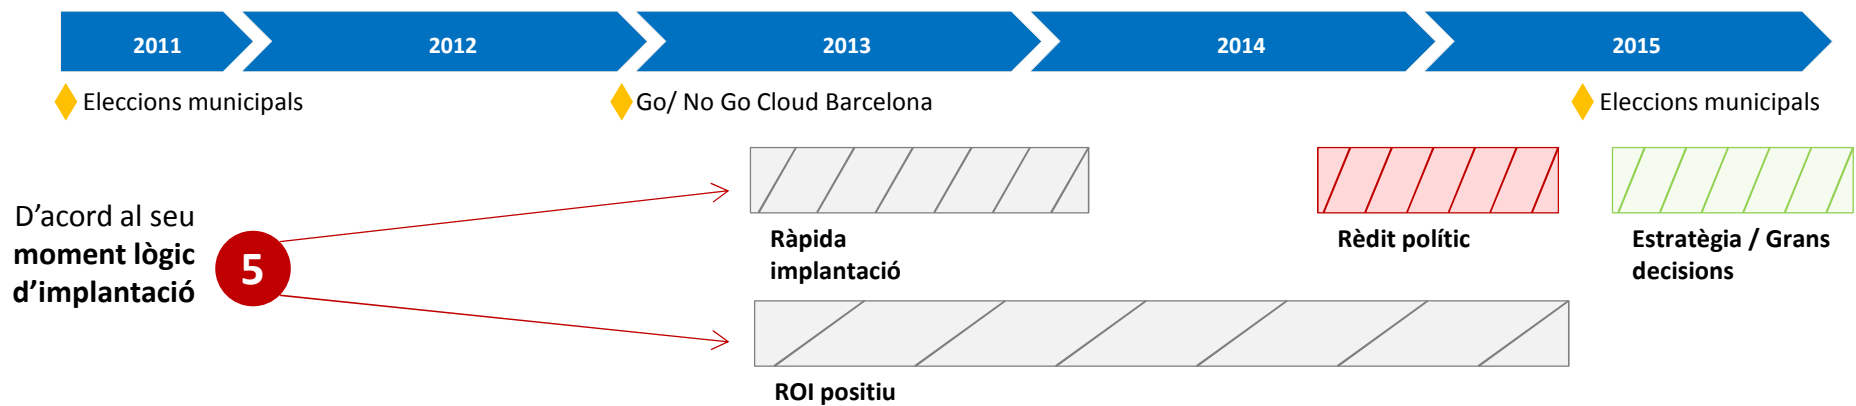 2011
2012
2013
2014
2015
Eleccions municipals
Go/ No Go Cloud Barcelona
Eleccions municipals
D'acord al seu
moment lògic
d'implantació
5
Ràpida
implantació
Rèdit polític
Estratègia / Grans
decisions
ROI positiu